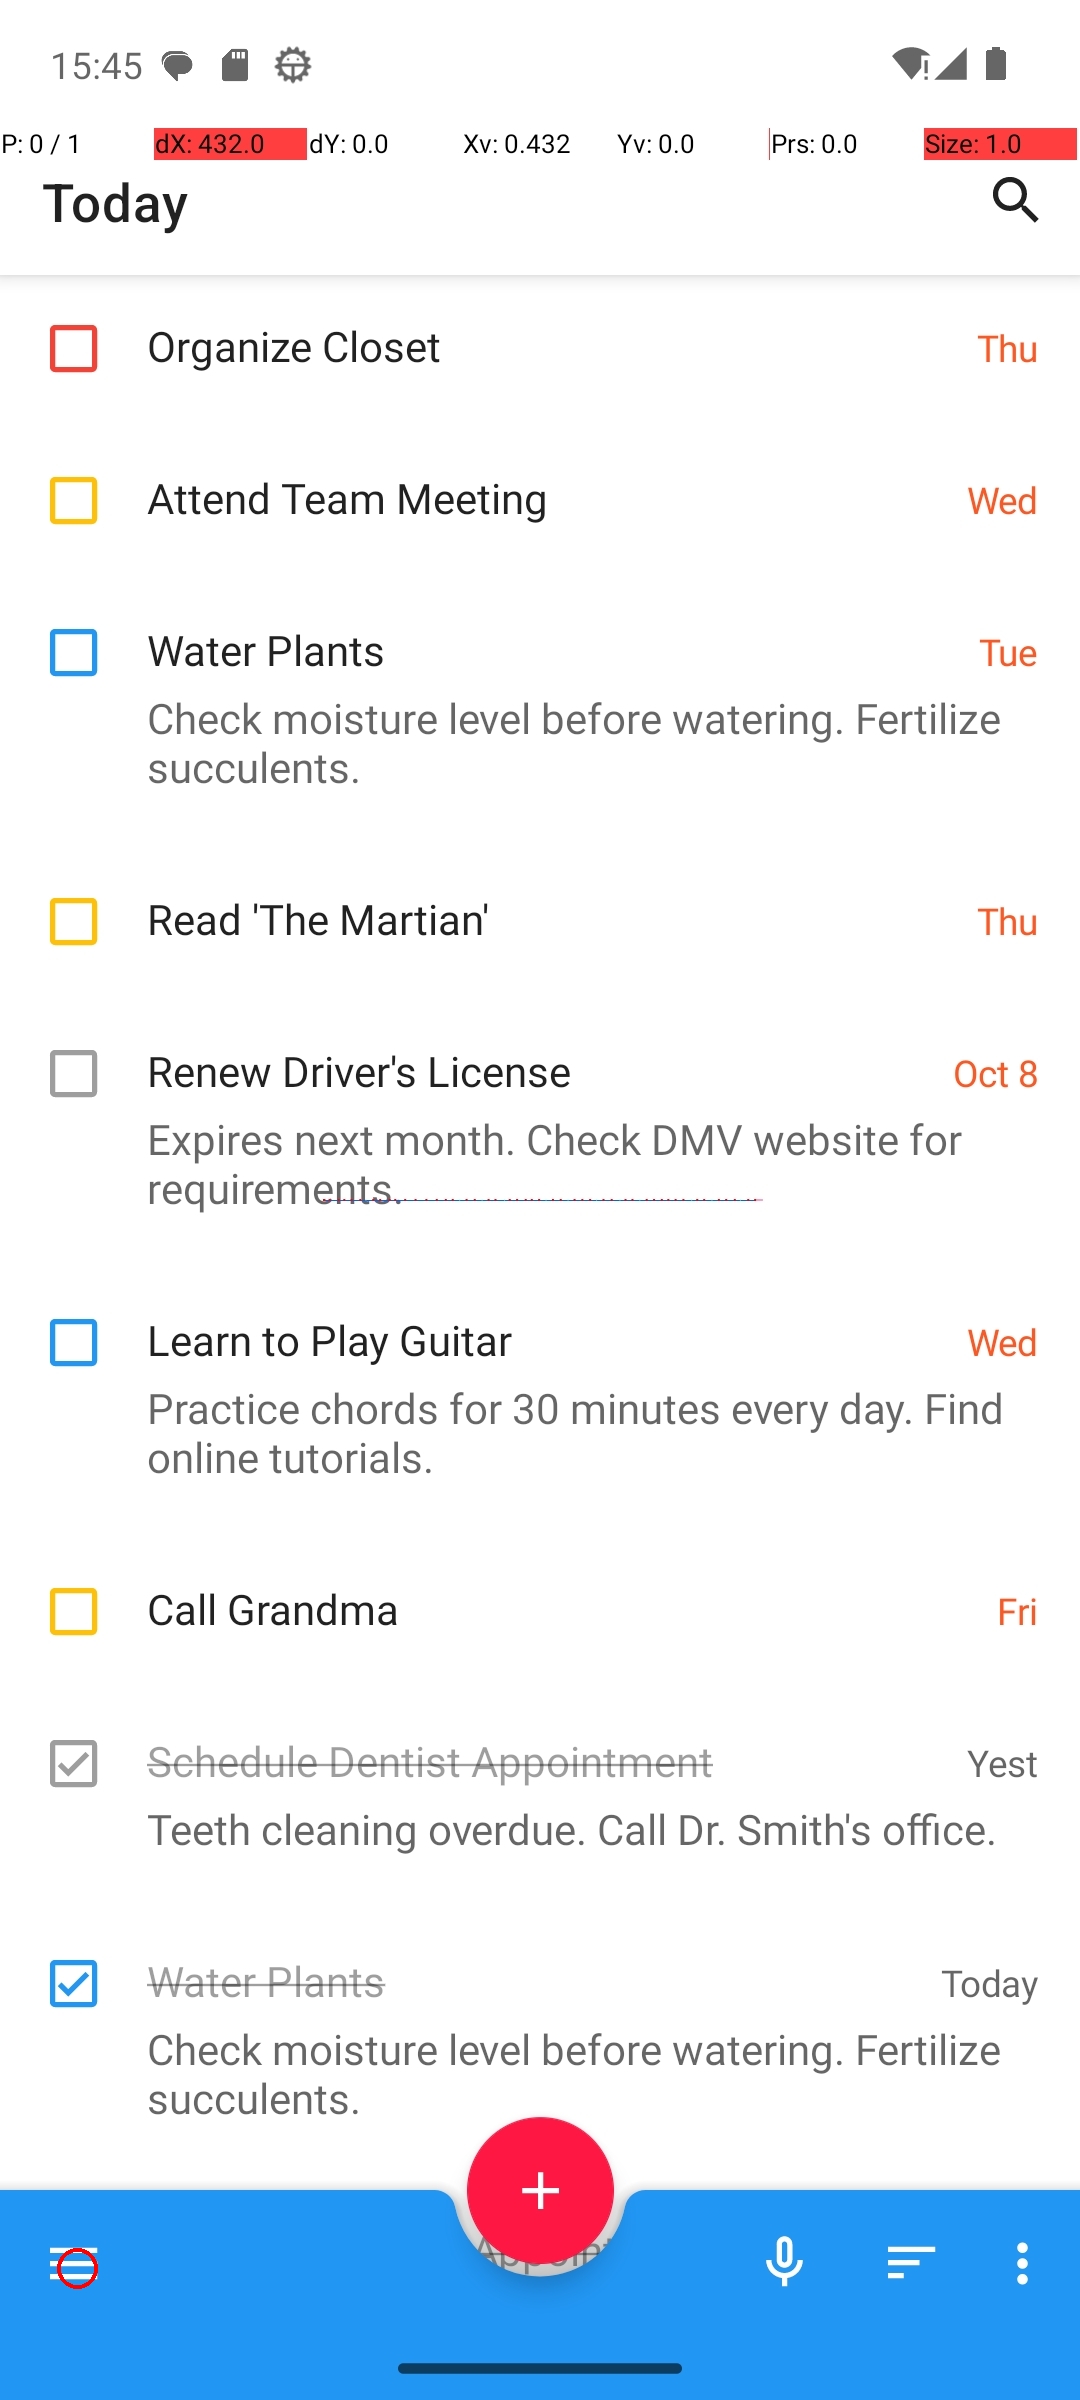 15:45
P: 0 / 1 dX: 432.0 dY: 0.0 Xv: 0.432 Yv: 0.0 Prs: 0.0 Size: 1.0
Today
Organize Closet Thu
Attend Team Meeting Wed
Water Plants Tue
Check moisture level before watering. Fertilize
succulents.
Read 'The Martian' Thu
Renew Driver's License Oct 8
Expires next month. Check DMV website for
requirements.
Learn to Play Guitar Wed
Practice chords for 30 minutes every day. Find
online tutorials.
Call Grandma Fri
Schedule Dentist Appointment Yest
Teeth cleaning overdue. Call Dr. Smith's office.
Water Plants Today
Check moisture level before watering. Fertilize
succulents.